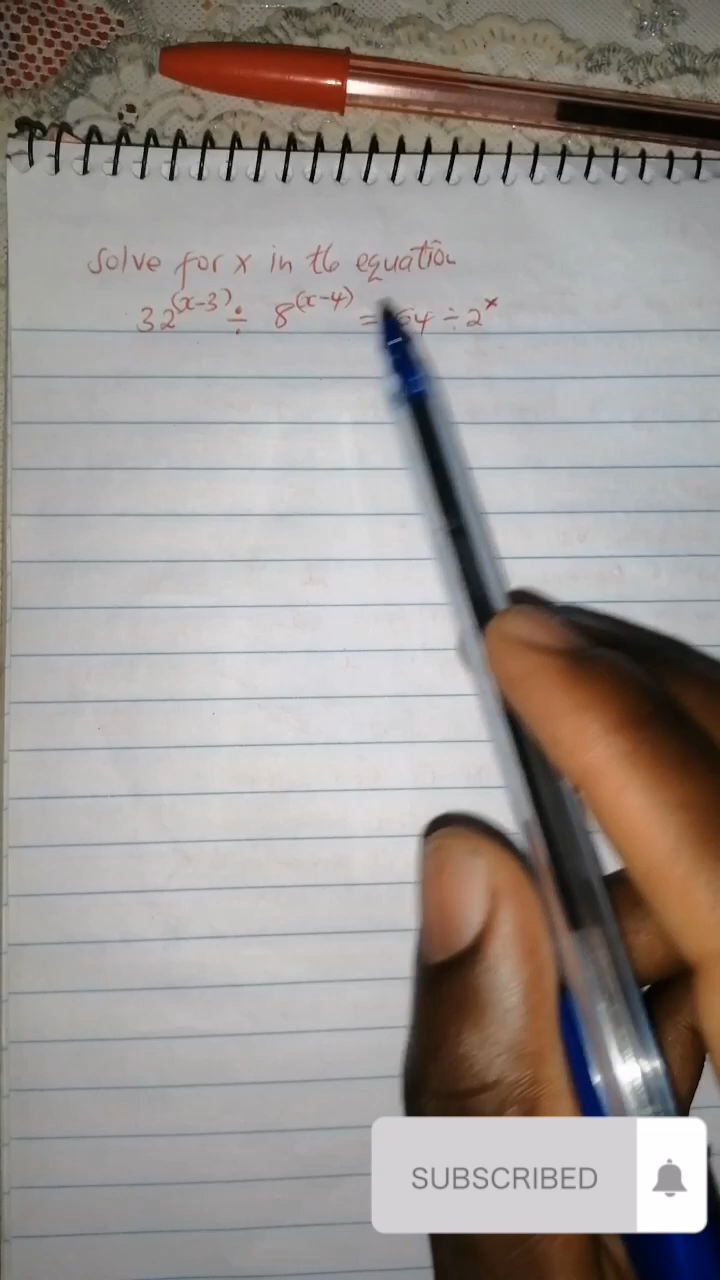 solve for x in the equation
32^(x-3) ÷ 8^(x-4) = 64 ÷ 2^x
SUBSCRIBED